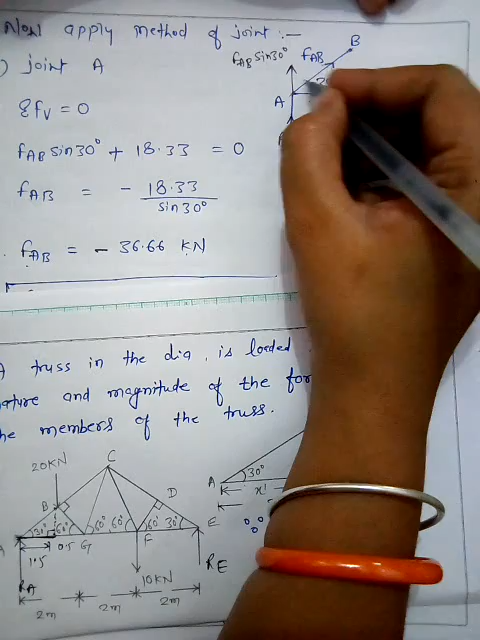 Now apply method of joint :-
) joint A
Σfv = 0
fAB sin30° + 18.33 = 0
fAB = - 18.33 / sin30°
fAB = - 36.66 KN
fAB sin30°
fAB
B
A
A truss in the dia, is loaded
nature and magnitude of the for
he members of the truss.
20KN
C
B
D
A
30° 60° 60° 60° 60° 30°
G
F
E
1.5
0.5
RA
10KN
RE
2m
2m
2m
A
30°
x'